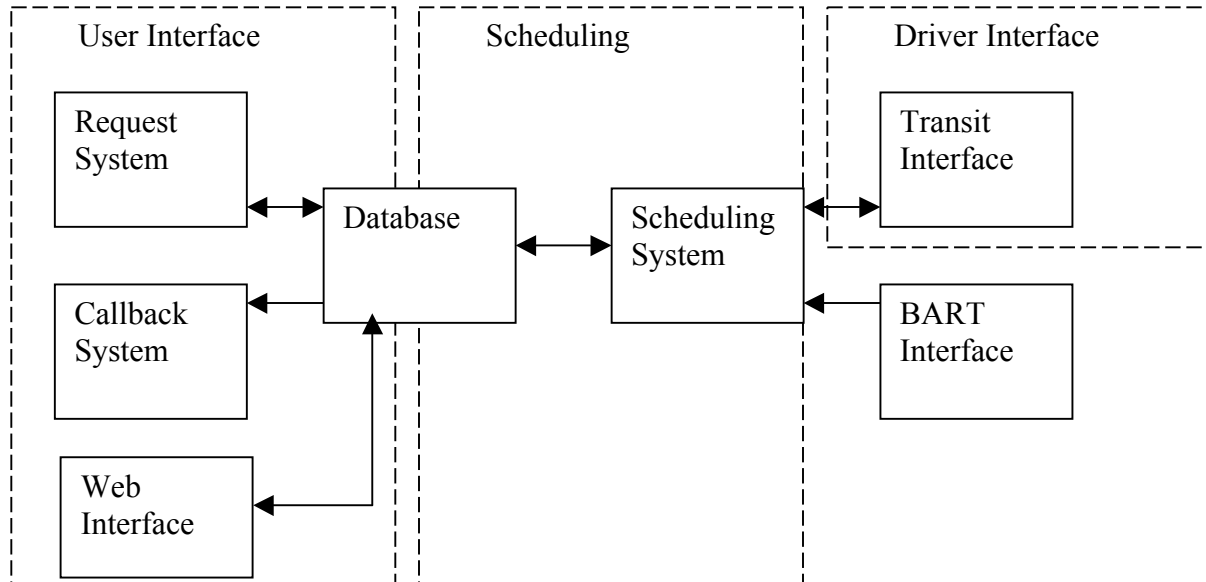 User Interface
Scheduling
Driver Interface
Request
System
Transit
Interface
Database
Scheduling
System
Callback
System
BART
Interface
Web
Interface